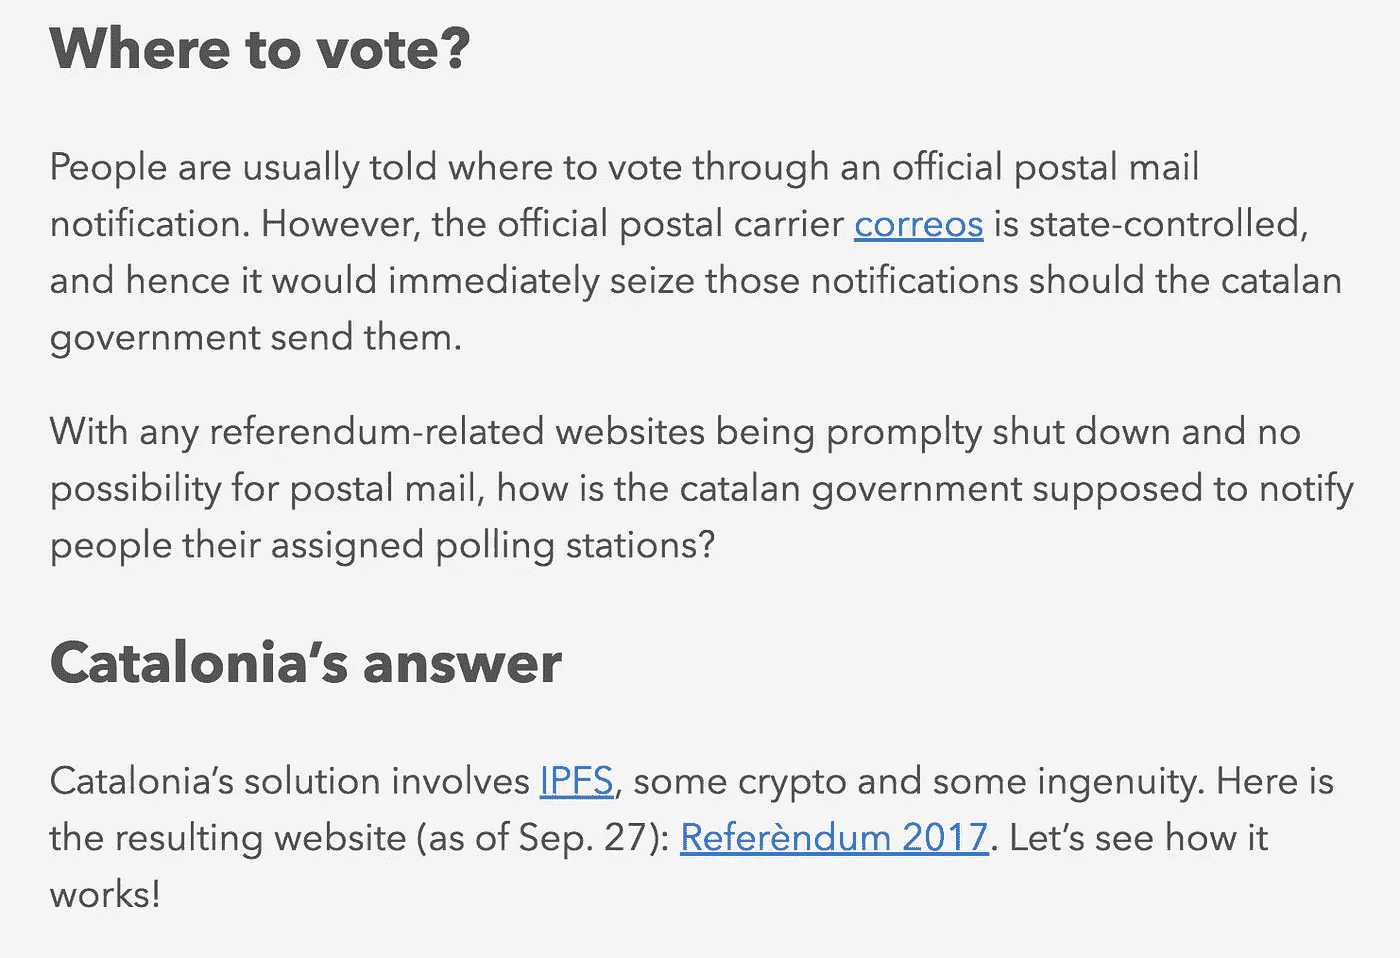 Where to vote?
People are usually told where to vote through an official postal mail
notification. However, the official postal carrier correos is state-controlled,
and hence it would immediately seize those notifications should the catalan
government send them.
With any referendum-related websites being promplty shut down and no
possibility for postal mail, how is the catalan government supposed to notify
people their assigned polling stations?
Catalonia’s answer
Catalonia’s solution involves IPFS, some crypto and some ingenuity. Here is
the resulting website (as of Sep. 27): Referèndum 2017. Let’s see how it
works!